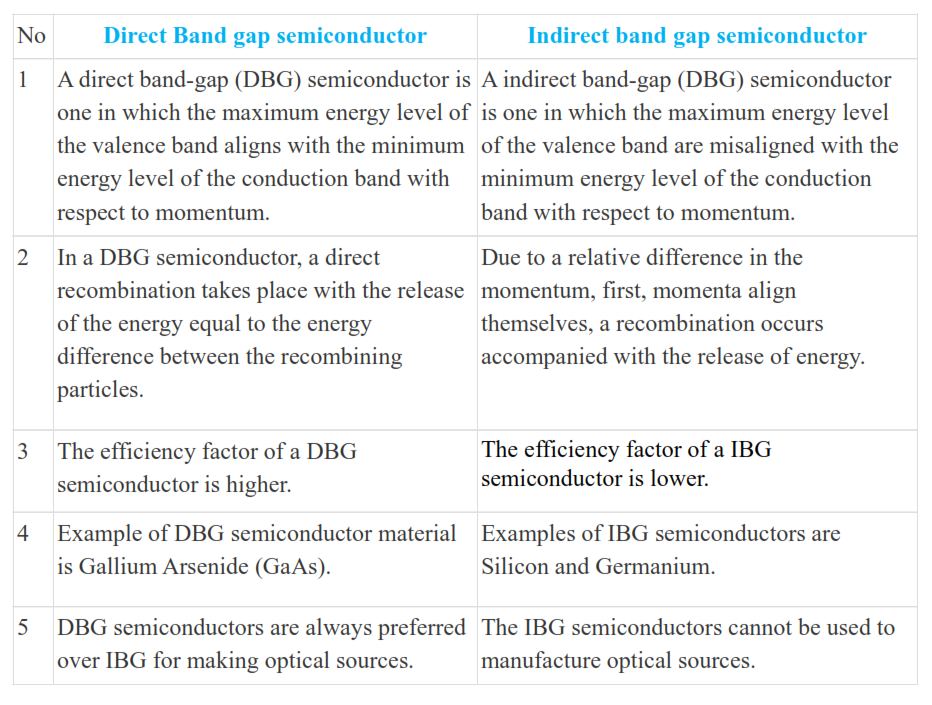 No Direct Band gap semiconductor Indirect band gap semiconductor
1 A direct band-gap (DBG) semiconductor is
one in which the maximum energy level of
the valence band aligns with the minimum
energy level of the conduction band with
respect to momentum.
A indirect band-gap (DBG) semiconductor
is one in which the maximum energy level
of the valence band are misaligned with the
minimum energy level of the conduction
band with respect to momentum.
2 In a DBG semiconductor, a direct
recombination takes place with the release
of the energy equal to the energy
difference between the recombining
particles.
Due to a relative difference in the
momentum, first, momenta align
themselves, a recombination occurs
accompanied with the release of energy.
3 The efficiency factor of a DBG
semiconductor is higher.
The efficiency factor of a IBG
semiconductor is lower.
4 Example of DBG semiconductor material
is Gallium Arsenide (GaAs).
Examples of IBG semiconductors are
Silicon and Germanium.
5 DBG semiconductors are always preferred
over IBG for making optical sources.
The IBG semiconductors cannot be used to
manufacture optical sources.